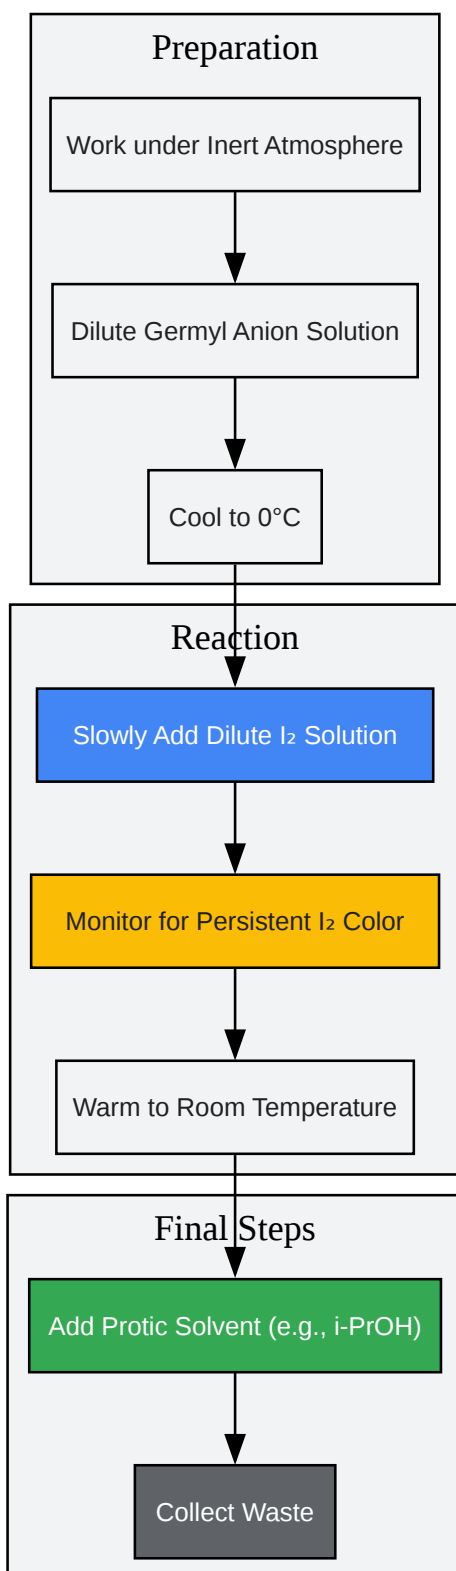 Preparation
Work under Inert Atmosphere
Dilute Germyl Anion Solution
Cool to 0°C
Reaction
Slowly Add Dilute I₂ Solution
Monitor for Persistent I₂ Color
Warm to Room Temperature
Final Steps
Add Protic Solvent (e.g., i-PrOH)
Collect Waste